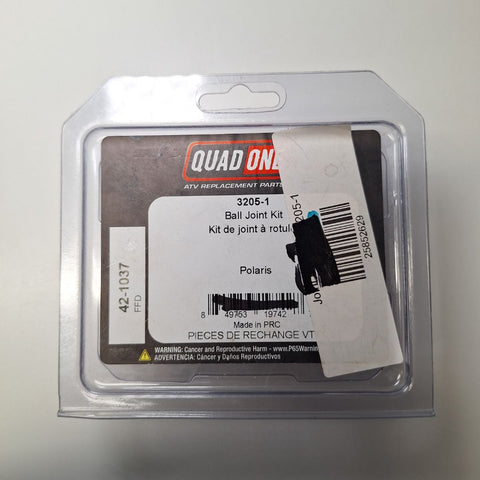 QUAD ONE
ATV REPLACEMENT PARTS
3205-1
Ball Joint Kit
Kit de joint à rotule
Polaris
8 49763 19742
Made in PRC
PIECES DE RECHANGE VT
WARNING: Cancer and Reproductive Harm - www.P65Warnin
ADVERTENCIA: Cáncer y Daños Reproductivos
42-1037
FFD
205-1
25852629